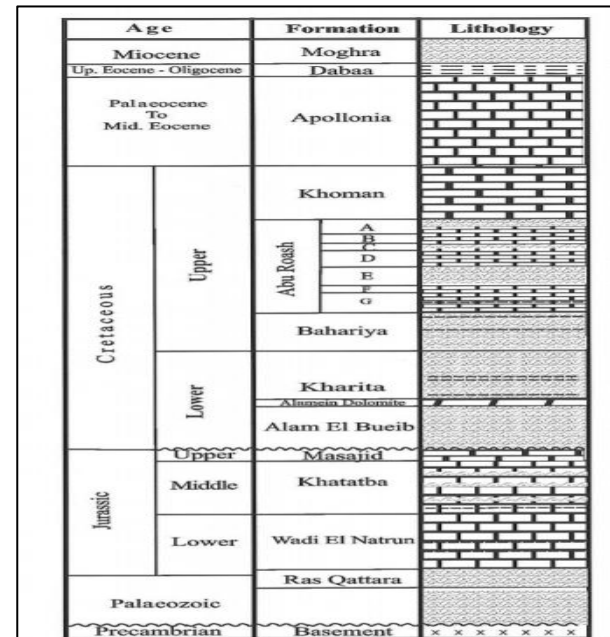 Age Formation Lithology
Miocene Moghra
Up. Eocene - Oligocene Dabaa
Palaeocene
To
Mid. Eocene
Apollonia
Cretaceous
Upper
Khoman
Abu Roash
A
B
C
D
E
F
G
Bahariya
Lower
Kharita
Alamein Dolomite
Alam El Bueib
Jurassic
Upper Masajid
Middle Khatatba
Lower Wadi El Natrun
Ras Qattara
Palaeozoic
Precambrian Basement